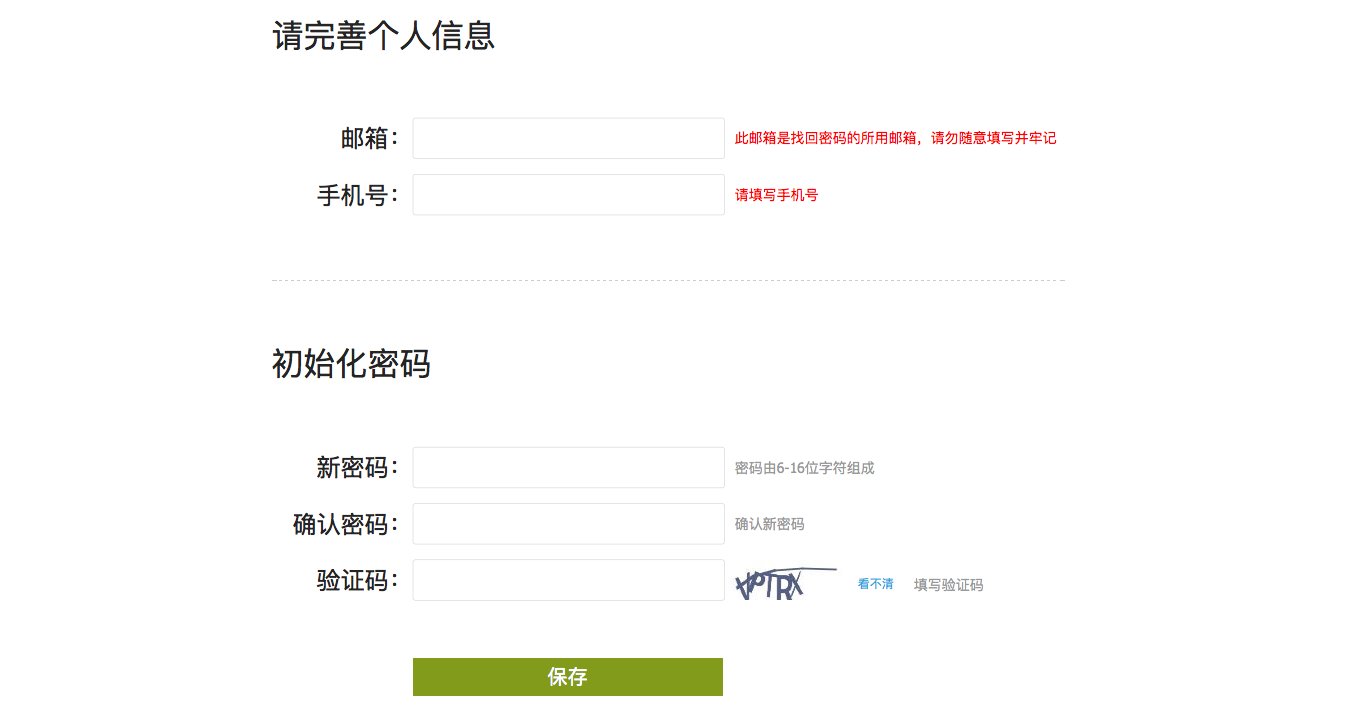 请完善个人信息
邮箱： 此邮箱是找回密码的所用邮箱，请勿随意填写并牢记
手机号： 请填写手机号
初始化密码
新密码： 密码由6-16位字符组成
确认密码： 确认新密码
验证码： 看不清 填写验证码
保存